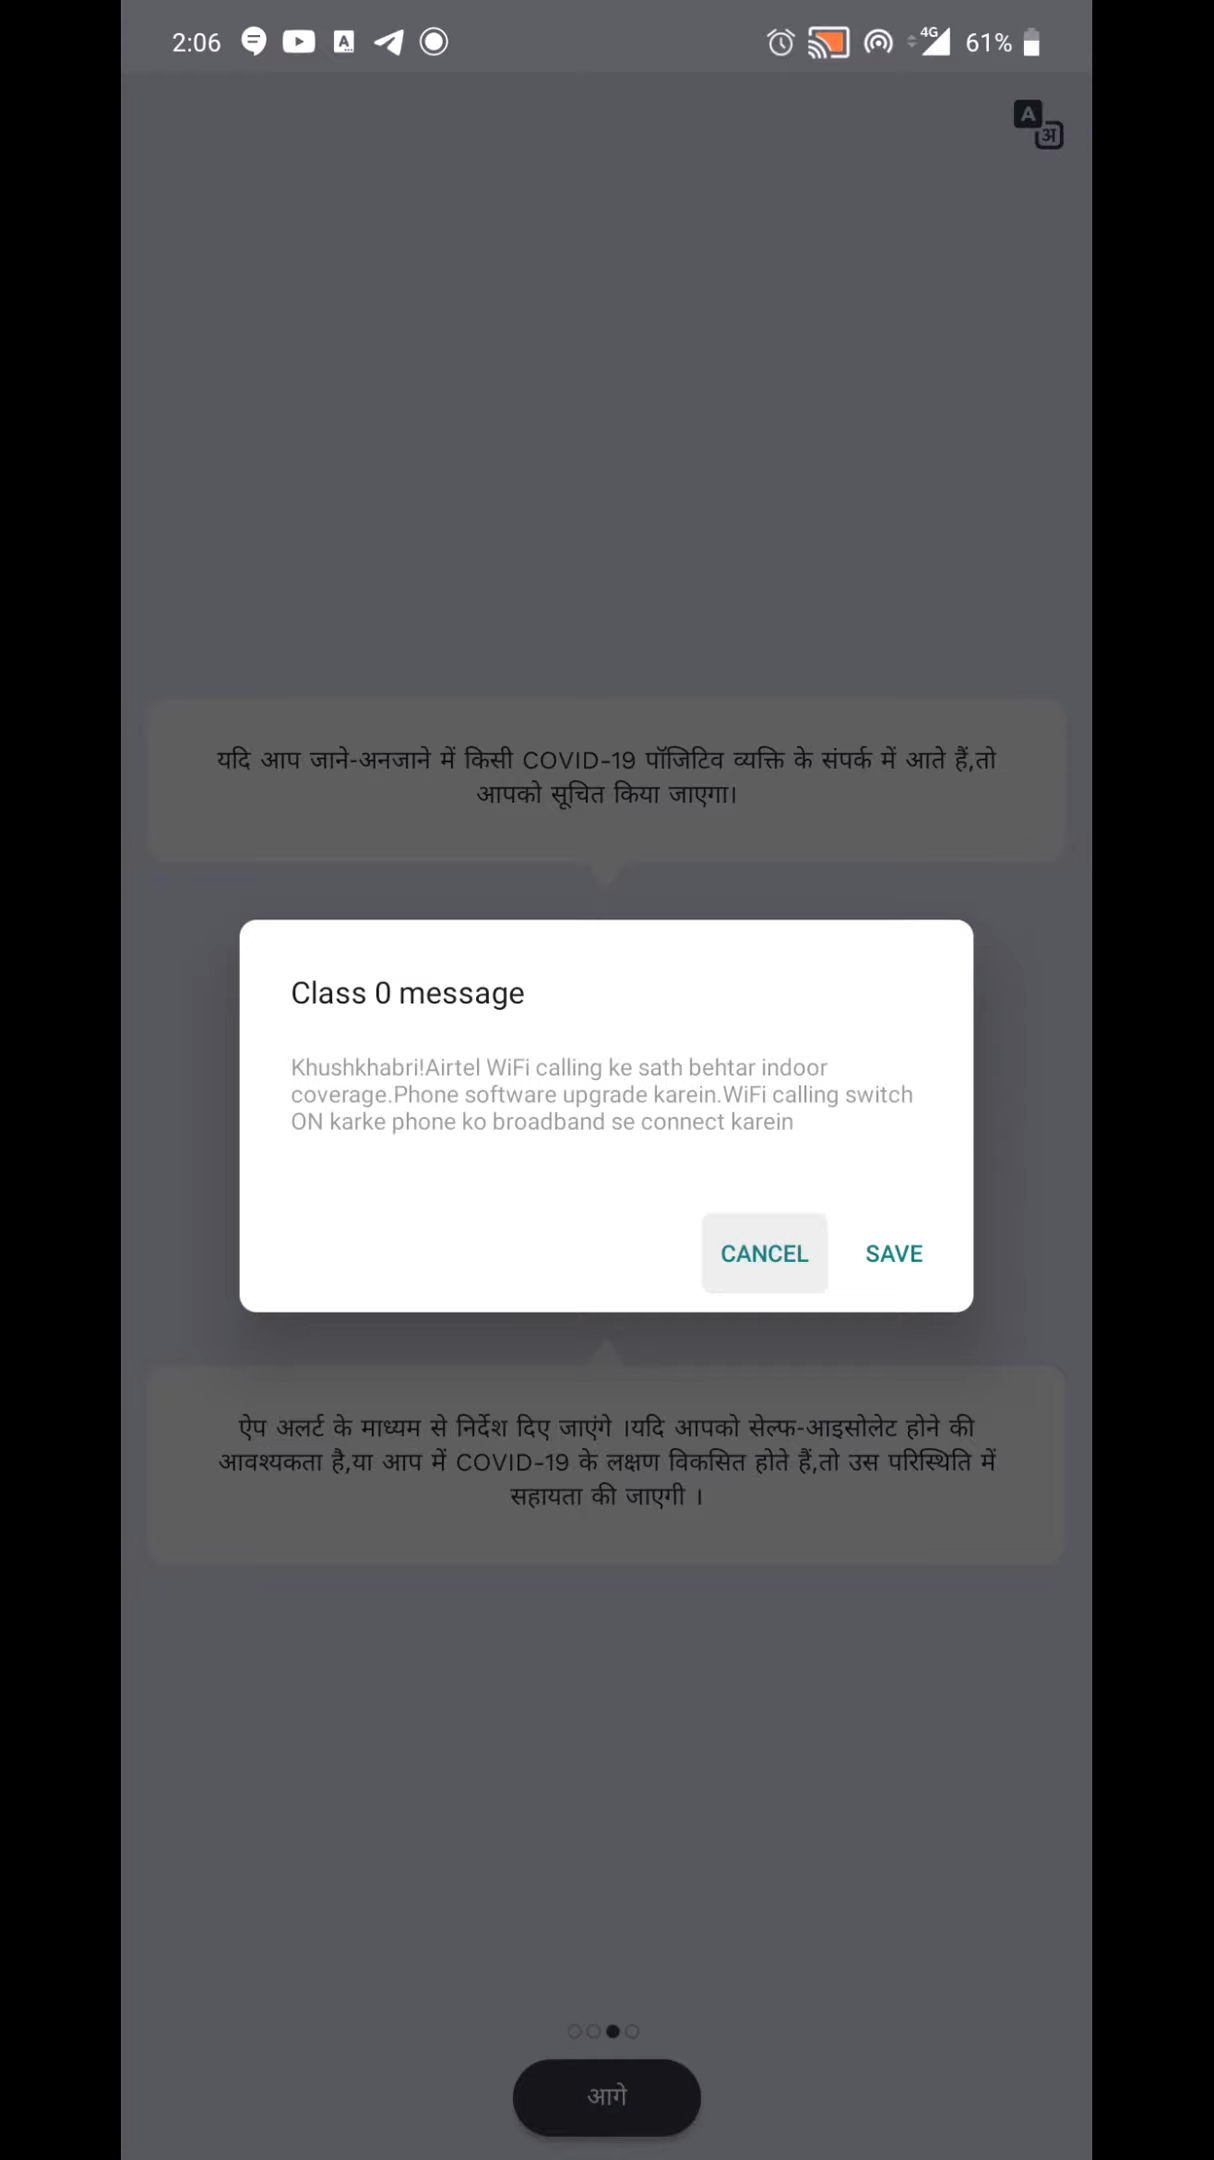 2:06
4G
61%
A
अ
यदि आप जाने-अनजाने में किसी COVID-19 पॉजिटिव व्यक्ति के संपर्क में आते हैं,तो
आपको सूचित किया जाएगा।
Class 0 message
Khushkhabri!Airtel WiFi calling ke sath behtar indoor
coverage.Phone software upgrade karein.WiFi calling switch
ON karke phone ko broadband se connect karein
CANCEL SAVE
ऐप अलर्ट के माध्यम से निर्देश दिए जाएंगे ।यदि आपको सेल्फ-आइसोलेट होने की
आवश्यकता है,या आप में COVID-19 के लक्षण विकसित होते हैं,तो उस परिस्थिति में
सहायता की जाएगी ।
आगे